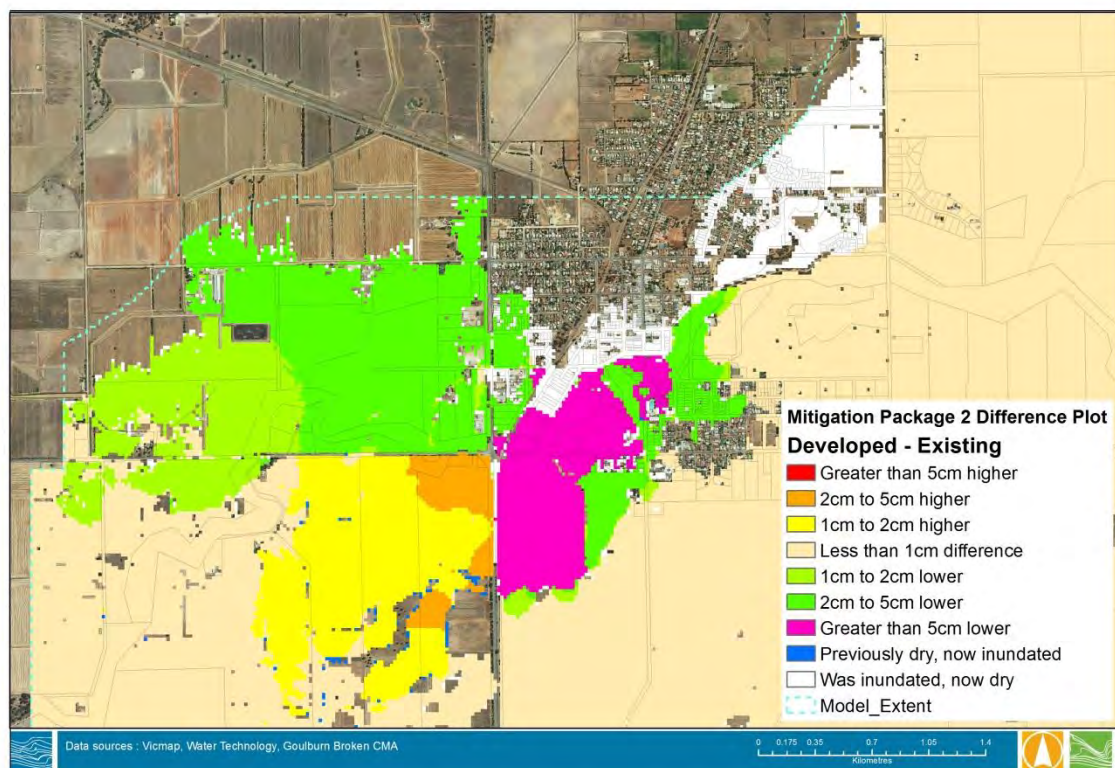 Mitigation Package 2 Difference Plot
Developed - Existing
Greater than 5cm higher
2cm to 5cm higher
1cm to 2cm higher
Less than 1cm difference
1cm to 2cm lower
2cm to 5cm lower
Greater than 5cm lower
Previously dry, now inundated
Was inundated, now dry
Model_Extent
Data sources : Vicmap, Water Technology, Goulburn Broken CMA
0 0.175 0.35 0.7 1.05 1.4
Kilometres